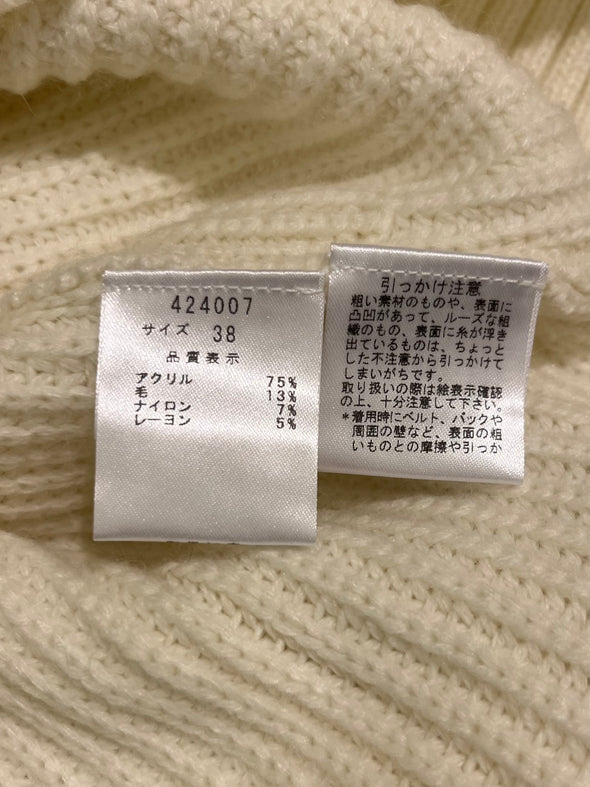 424007
サイズ 38
品質表示
アクリル 75%
毛 13%
ナイロン 7%
レーヨン 5%
引っかけ注意
粗い素材のものや、表面に
凸凹があって、ルーズな組
織のもの、表面に糸が浮き
出ているものは、ちょっと
した不注意から引っかけて
しまいがちです。
取り扱いの際は絵表示確認
の上、十分注意して下さい。
*着用時にベルト、バックや
周囲の壁など、表面の粗
いものとの摩擦や引っか